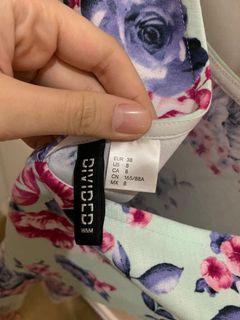 EUR 38
US 8
CA 8
CN 165/88A
MX 8
DIVIDED
H&M